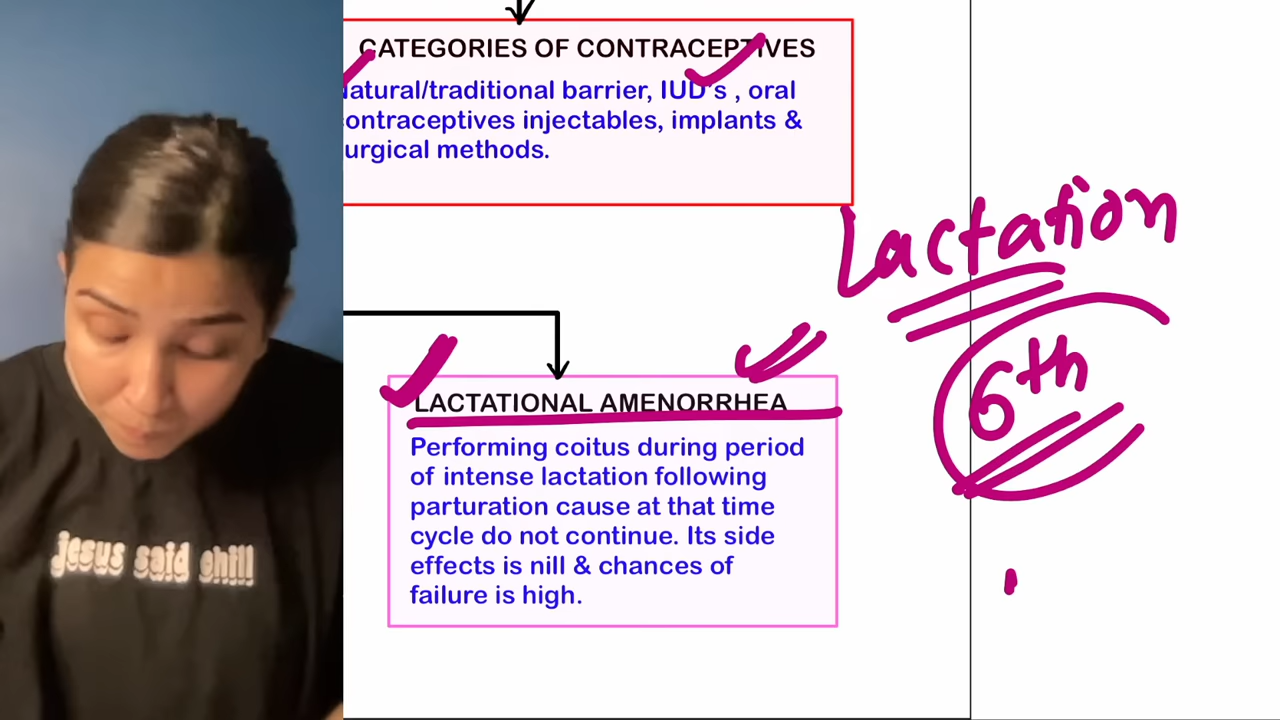 CATEGORIES OF CONTRACEPTIVES
Natural/traditional barrier, IUD's , oral
contraceptives injectables, implants &
urgical methods.
Lactation
6th
LACTATIONAL AMENORRHEA
Performing coitus during period
of intense lactation following
parturation cause at that time
cycle do not continue. Its side
effects is nill & chances of
failure is high.
jesus said chill